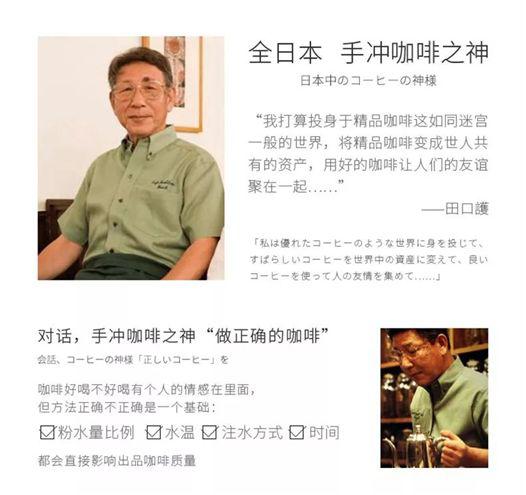 全日本 手冲咖啡之神
日本中のコーヒーの神様
“我打算投身于精品咖啡这如同迷宫
一般的世界，将精品咖啡变成世人共
有的资产，用好的咖啡让人们的友谊
聚在一起……”
——田口護
「私は優れたコーヒーのような世界に身を投じて、
すばらしいコーヒーを世界中の資産に変えて、良い
コーヒーを使って人の友情を集めて……」
对话，手冲咖啡之神“做正确的咖啡”
会話、コーヒーの神様「正しいコーヒー」を
咖啡好喝不好喝有个人的情感在里面，
但方法正确不正确是一个基础：
☑粉水量比例 ☑水温 ☑注水方式 ☑时间
都会直接影响出品咖啡质量